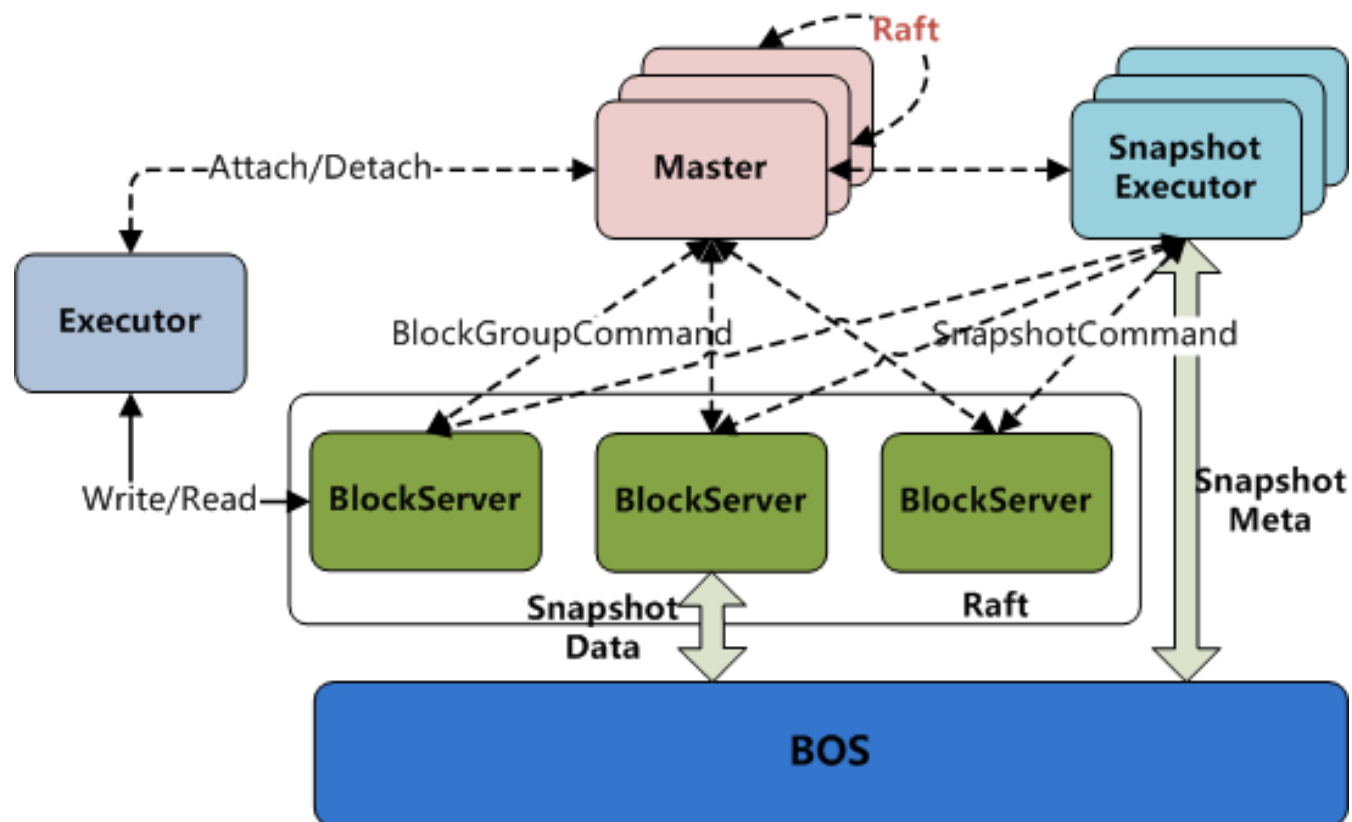 Raft
Master
Snapshot
Executor
Attach/Detach
Executor
BlockGroupCommand
SnapshotCommand
Write/Read
BlockServer
BlockServer
BlockServer
Snapshot
Meta
Snapshot
Data
Raft
BOS